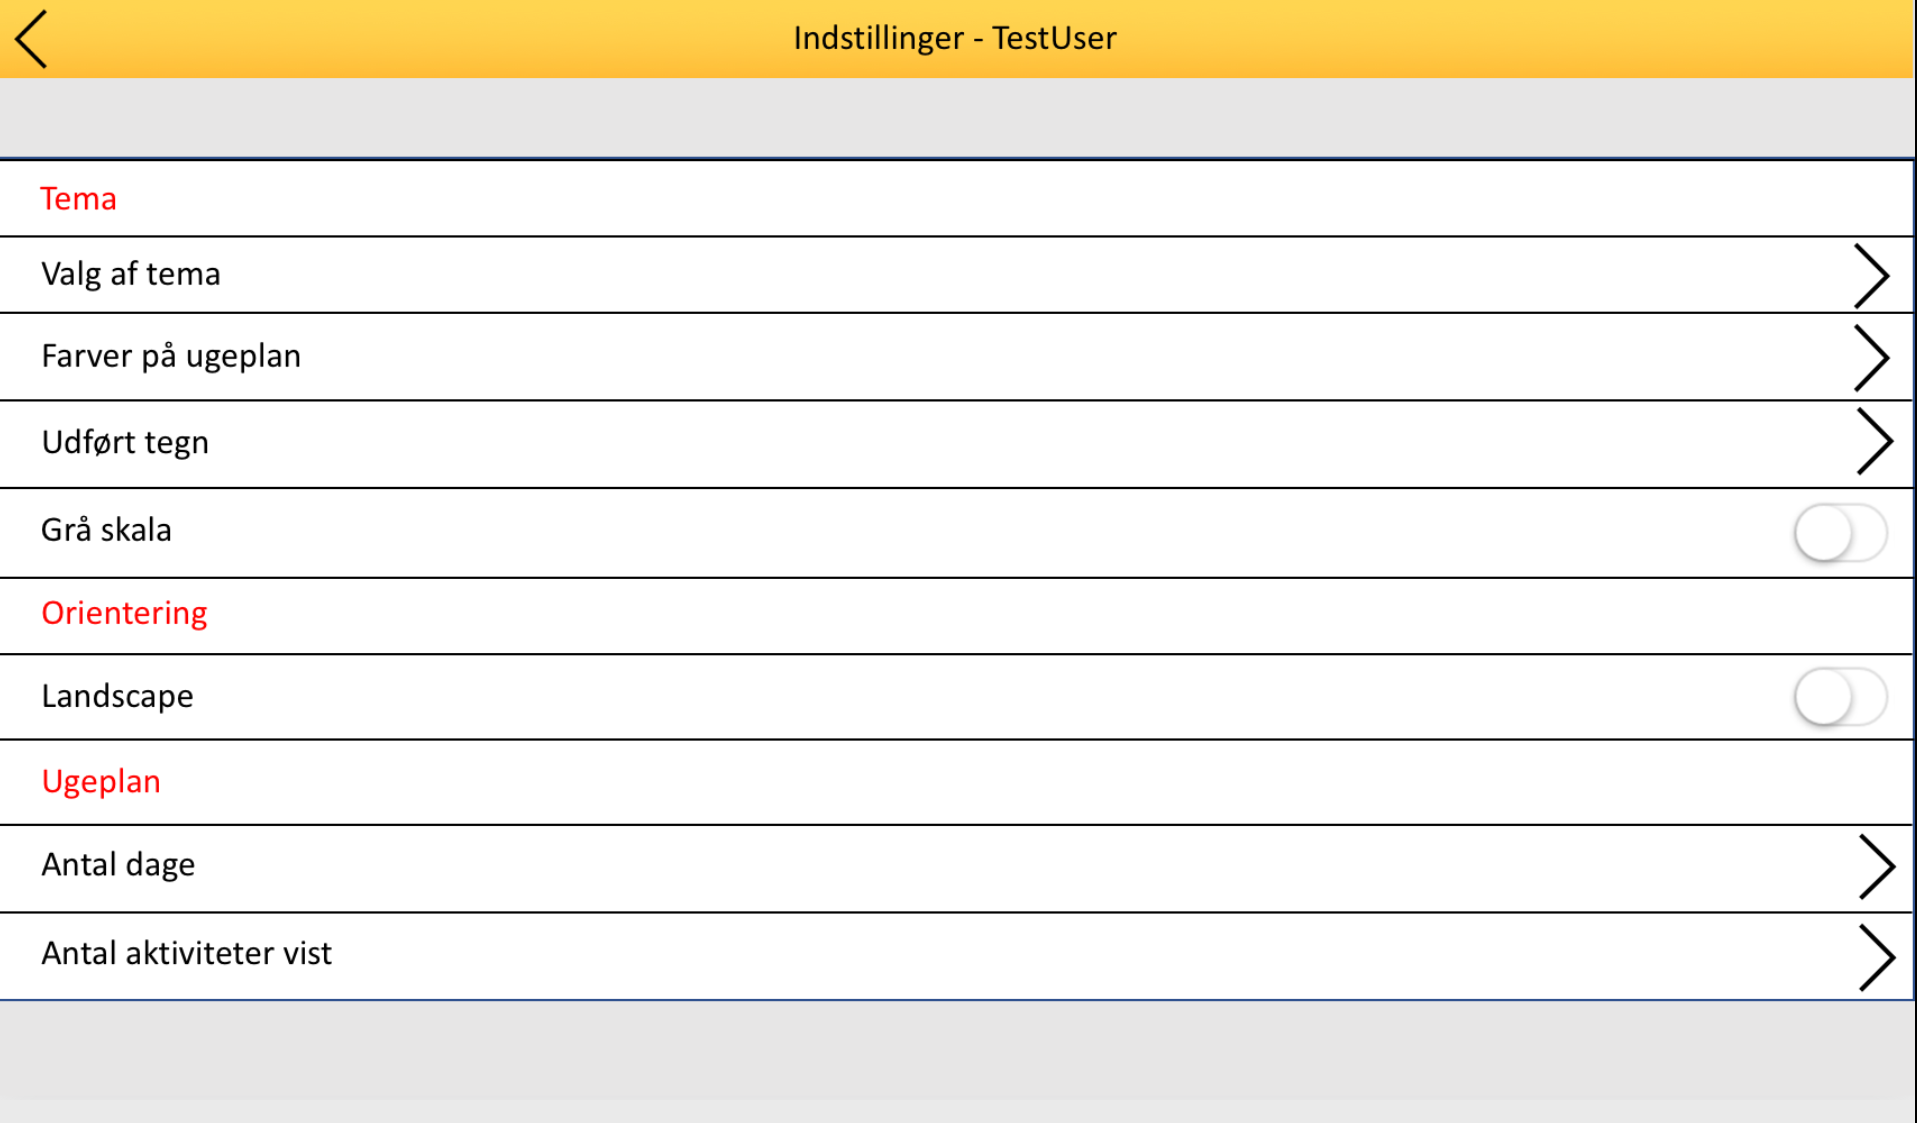 Indstillinger - TestUser
Tema
Valg af tema
Farver på ugeplan
Udført tegn
Grå skala
Orientering
Landscape
Ugeplan
Antal dage
Antal aktiviteter vist